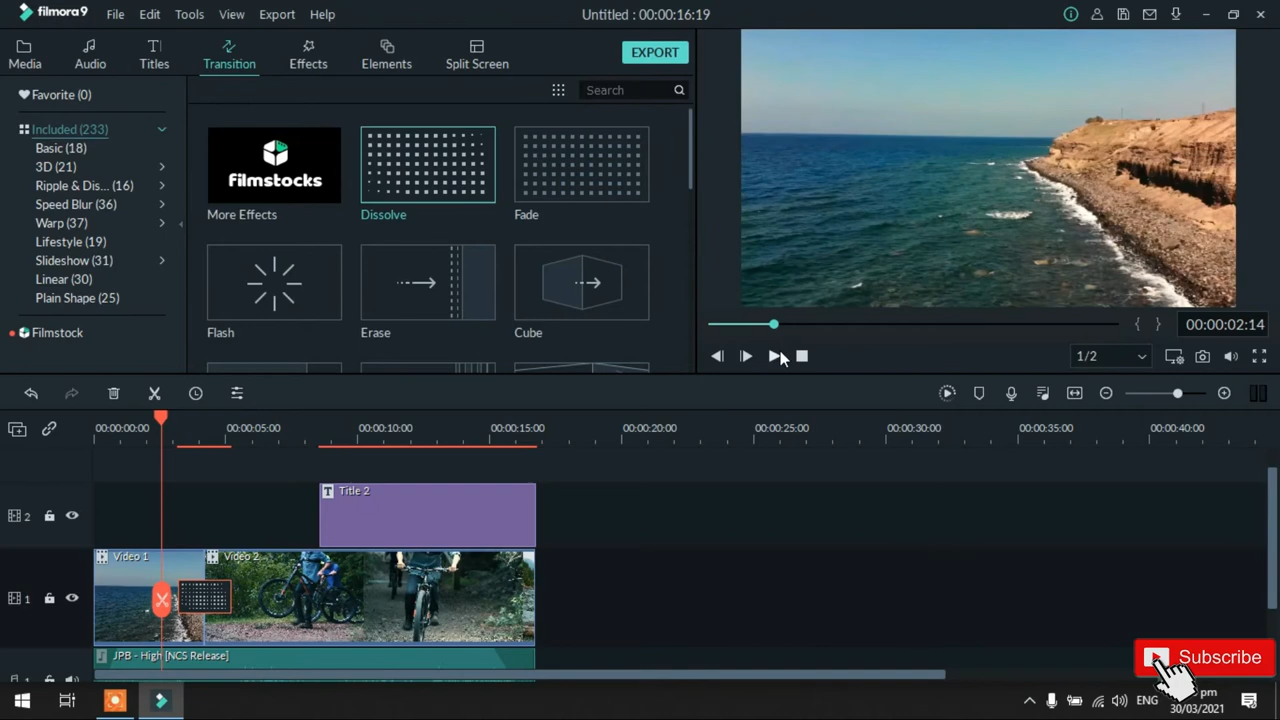 filmora9 File Edit Tools View Export Help Untitled : 00:00:16:19
Media Audio Titles Transition Effects Elements Split Screen EXPORT
Favorite (0)
Search
Included (233)
Basic (18)
3D (21)
Ripple & Dis... (16)
Speed Blur (36)
Warp (37)
Lifestyle (19)
Slideshow (31)
Linear (30)
Plain Shape (25)
Filmstock
filmstocks
More Effects Dissolve Fade
Flash Erase Cube
{ } 00:00:02:14
1/2
00:00:00:00 00:00:05:00 00:00:10:00 00:00:15:00 00:00:20:00 00:00:25:00 00:00:30:00 00:00:35:00 00:00:40:00
2 T Title 2
Video 1 Video 2
1
JPB - High [NCS Release]
Subscribe
ENG pm
30/03/2021